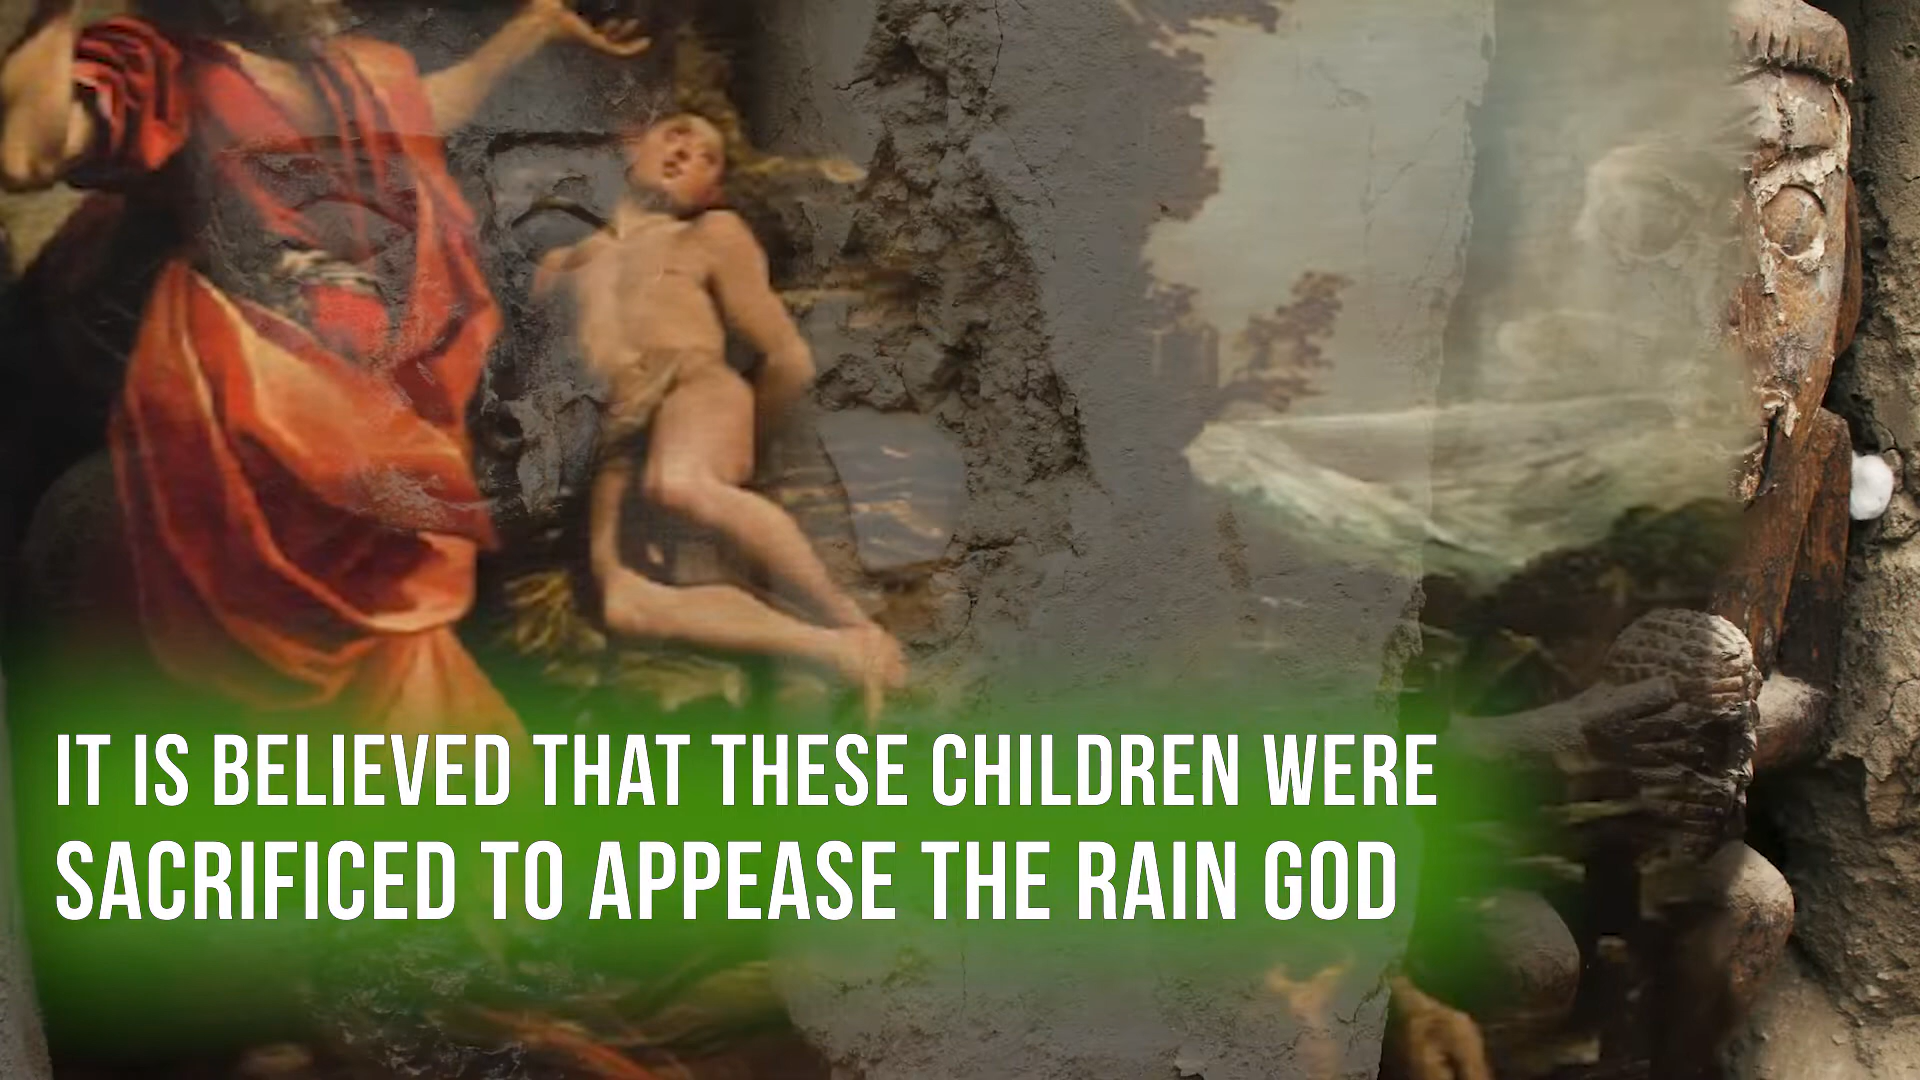 IT IS BELIEVED THAT THESE CHILDREN WERE
SACRIFICED TO APPEASE THE RAIN GOD